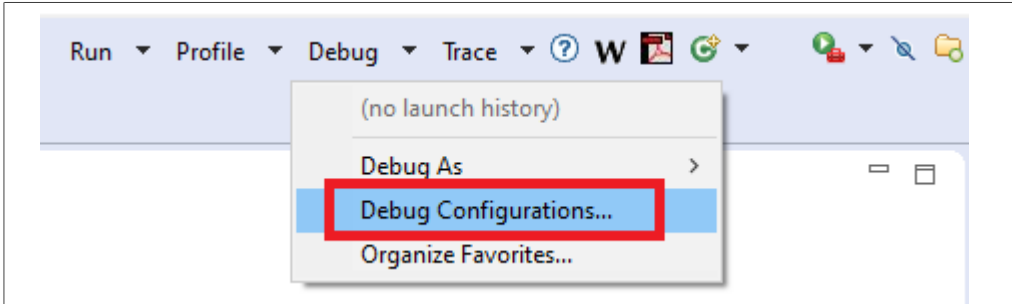 Run Profile Debug Trace ? W
(no launch history)
Debug As
Debug Configurations...
Organize Favorites...